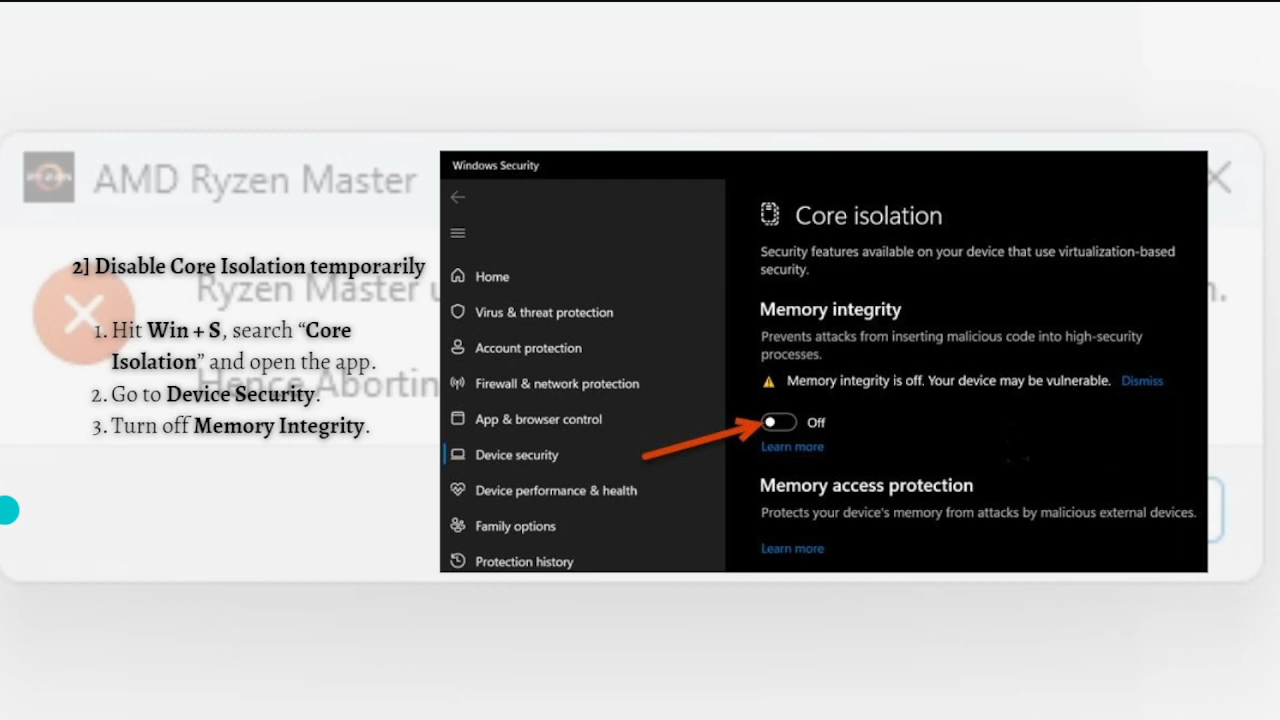 AMD Ryzen Master
Ryzen Master
Hence Abortin
2] Disable Core Isolation temporarily
1. Hit Win + S, search “Core
Isolation” and open the app.
2. Go to Device Security.
3. Turn off Memory Integrity.
Windows Security
Home
Virus & threat protection
Account protection
Firewall & network protection
App & browser control
Device security
Device performance & health
Family options
Protection history
Core isolation
Security features available on your device that use virtualization-based
security.
Memory integrity
Prevents attacks from inserting malicious code into high-security
processes.
Memory integrity is off. Your device may be vulnerable. Dismiss
Off
Learn more
Memory access protection
Protects your device's memory from attacks by malicious external devices.
Learn more